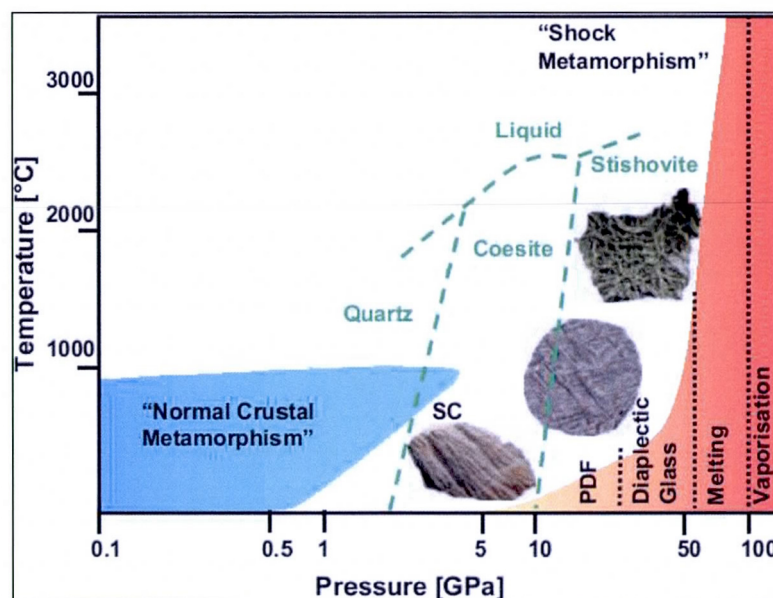 “Shock
Metamorphism”
3000
Liquid
Stishovite
Temperature [°C]
2000
Coesite
Quartz
1000
“Normal Crustal
Metamorphism”
SC
PDF
Diaplectic
Glass
Melting
Vaporisation
0.1
0.5
1
5
10
50
100
Pressure [GPa]